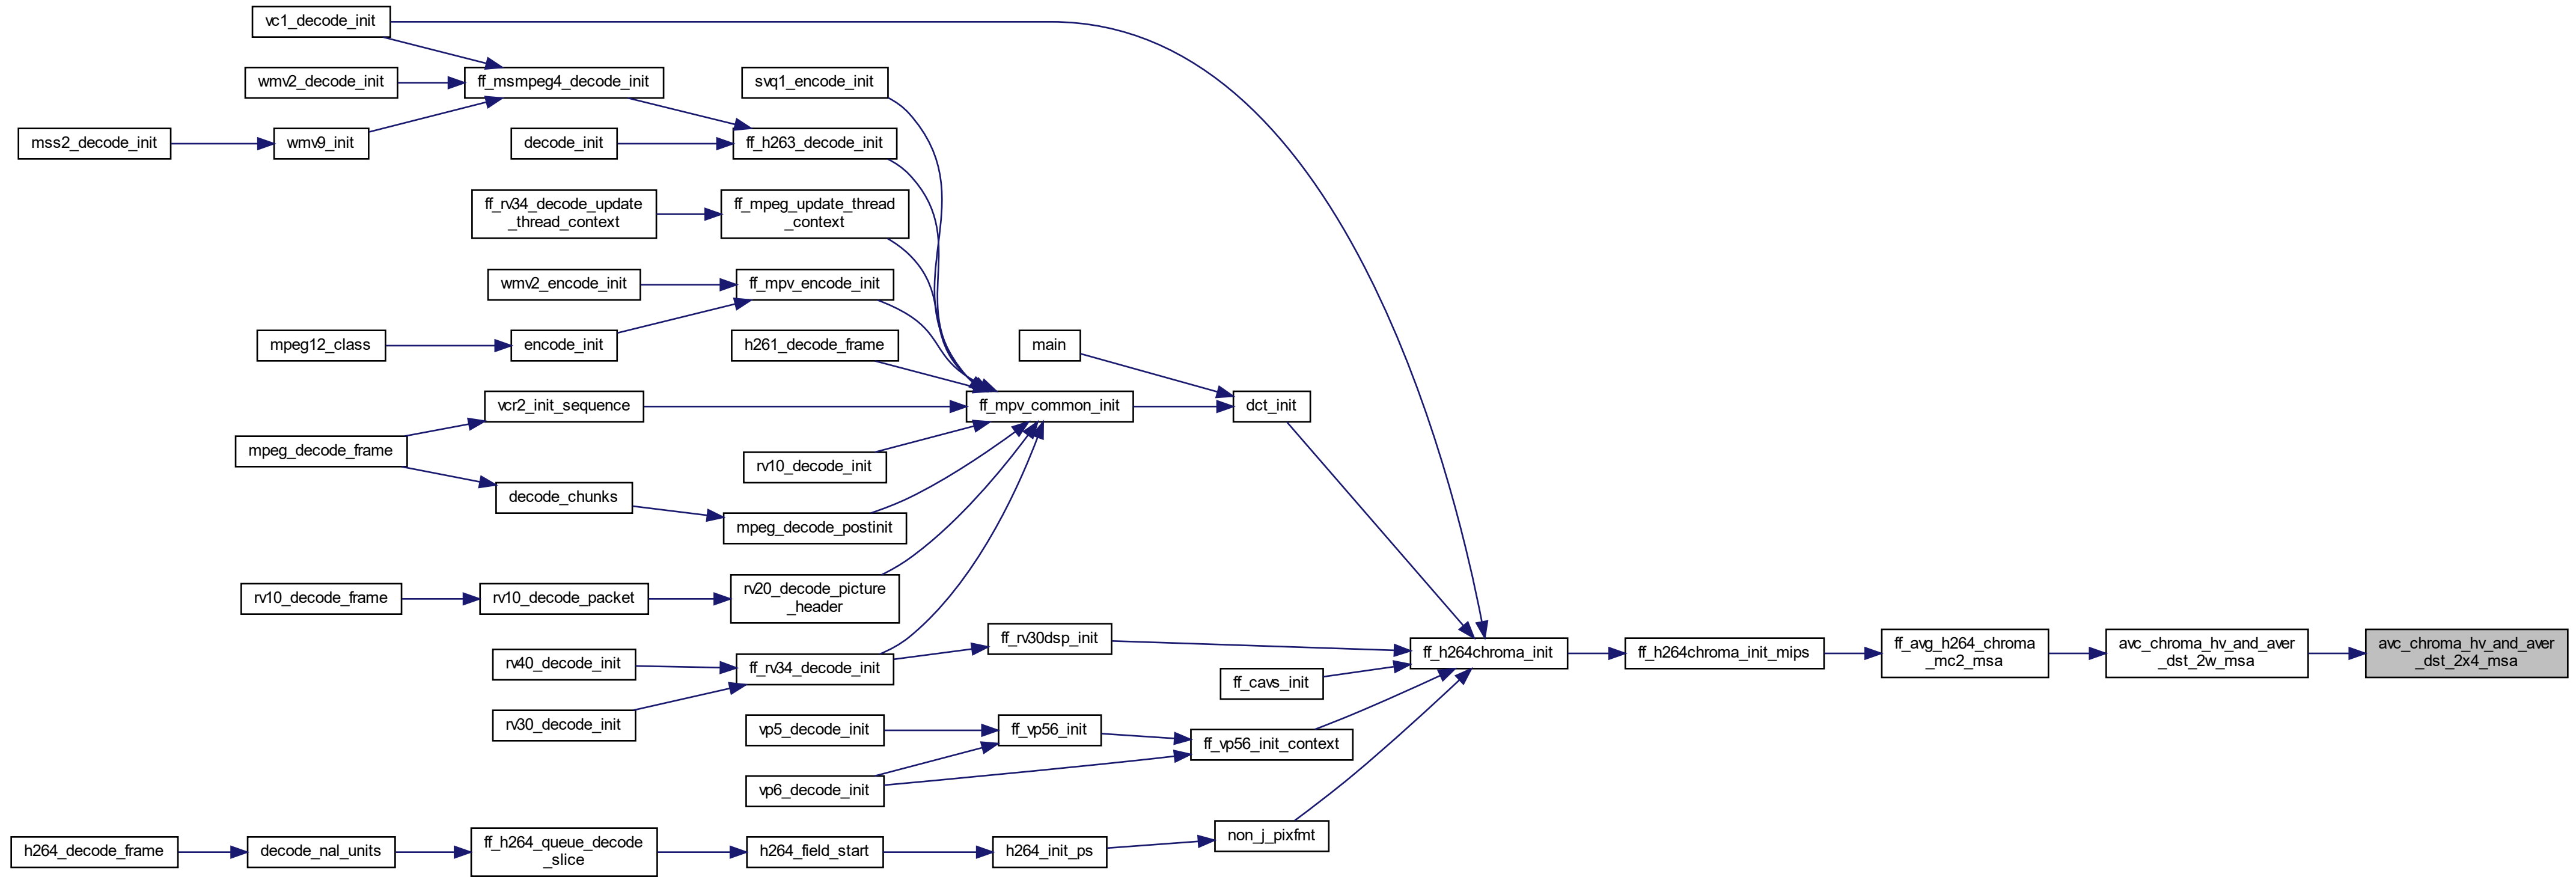 vc1_decode_init
wmv2_decode_init
ff_msmpeg4_decode_init
svq1_encode_init
mss2_decode_init
wmv9_init
decode_init
ff_h263_decode_init
ff_rv34_decode_update
_thread_context
ff_mpeg_update_thread
_context
wmv2_encode_init
ff_mpv_encode_init
mpeg12_class
encode_init
h261_decode_frame
main
vcr2_init_sequence
ff_mpv_common_init
dct_init
mpeg_decode_frame
rv10_decode_init
decode_chunks
mpeg_decode_postinit
rv10_decode_frame
rv10_decode_packet
rv20_decode_picture
_header
ff_rv30dsp_init
rv40_decode_init
ff_rv34_decode_init
ff_h264chroma_init
ff_h264chroma_init_mips
ff_avg_h264_chroma
_mc2_msa
avc_chroma_hv_and_aver
_dst_2w_msa
avc_chroma_hv_and_aver
_dst_2x4_msa
ff_cavs_init
rv30_decode_init
vp5_decode_init
ff_vp56_init
ff_vp56_init_context
vp6_decode_init
non_j_pixfmt
h264_decode_frame
decode_nal_units
ff_h264_queue_decode
_slice
h264_field_start
h264_init_ps